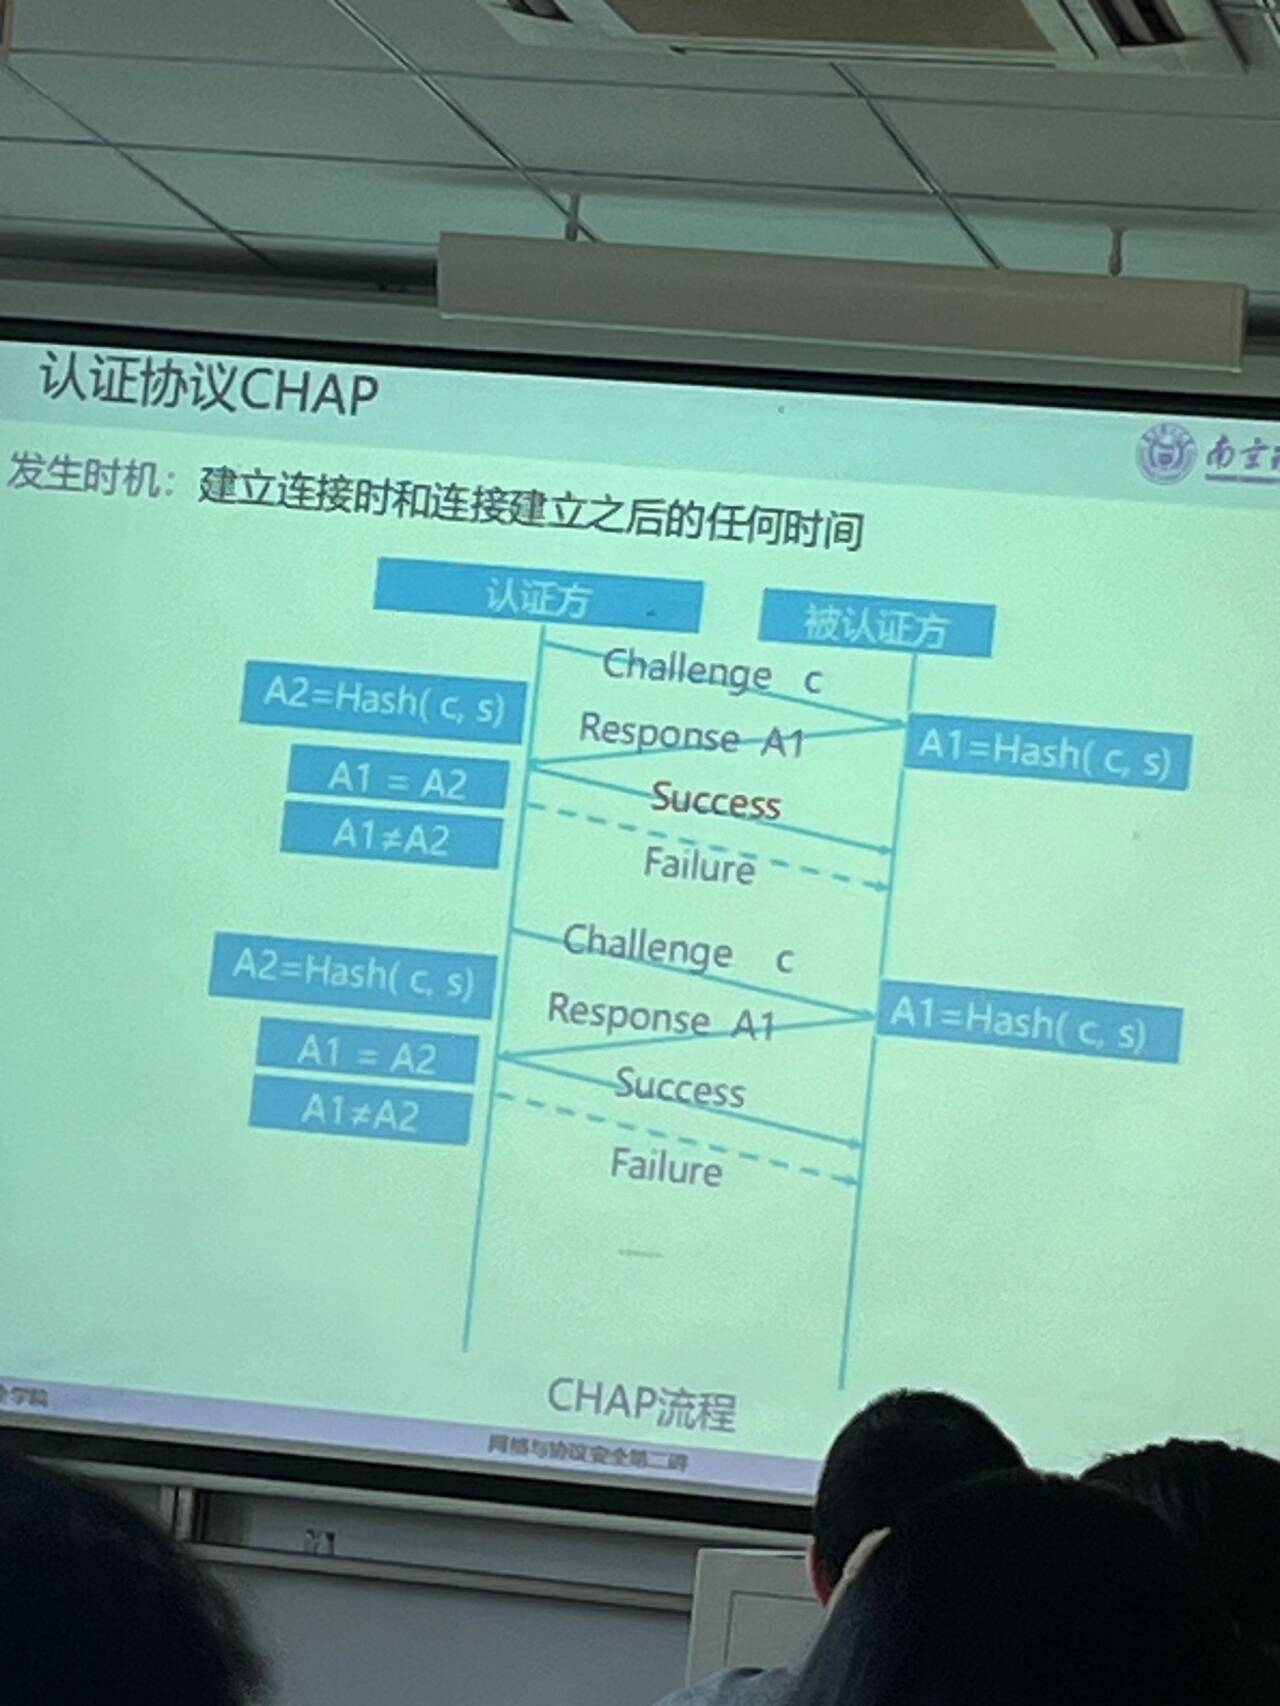 认证协议CHAP
南京
发生时机：建立连接时和连接建立之后的任何时间
认证方
被认证方
Challenge c
A2=Hash( c, s)
Response A1
A1=Hash( c, s)
A1 = A2
Success
A1≠A2
Failure
Challenge c
A2=Hash( c, s)
Response A1
A1=Hash( c, s)
A1 = A2
Success
A1≠A2
Failure
CHAP流程
全学院
网络与协议安全第二讲